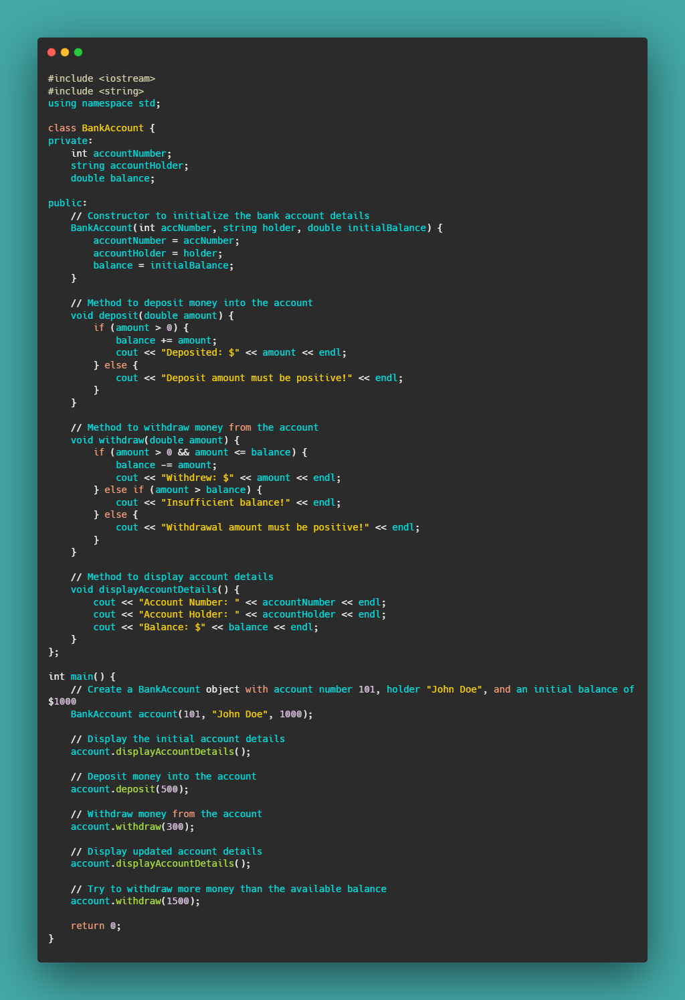 #include <iostream>
#include <string>
using namespace std;

class BankAccount {
private:
    int accountNumber;
    string accountHolder;
    double balance;

public:
    // Constructor to initialize the bank account details
    BankAccount(int accNumber, string holder, double initialBalance) {
        accountNumber = accNumber;
        accountHolder = holder;
        balance = initialBalance;
    }

    // Method to deposit money into the account
    void deposit(double amount) {
        if (amount > 0) {
            balance += amount;
            cout << "Deposited: $" << amount << endl;
        } else {
            cout << "Deposit amount must be positive!" << endl;
        }
    }

    // Method to withdraw money from the account
    void withdraw(double amount) {
        if (amount > 0 && amount <= balance) {
            balance -= amount;
            cout << "Withdrew: $" << amount << endl;
        } else if (amount > balance) {
            cout << "Insufficient balance!" << endl;
        } else {
            cout << "Withdrawal amount must be positive!" << endl;
        }
    }

    // Method to display account details
    void displayAccountDetails() {
        cout << "Account Number: " << accountNumber << endl;
        cout << "Account Holder: " << accountHolder << endl;
        cout << "Balance: $" << balance << endl;
    }
};

int main() {
    // Create a BankAccount object with account number 101, holder "John Doe", and an initial balance of
$1000
    BankAccount account(101, "John Doe", 1000);

    // Display the initial account details
    account.displayAccountDetails();

    // Deposit money into the account
    account.deposit(500);

    // Withdraw money from the account
    account.withdraw(300);

    // Display updated account details
    account.displayAccountDetails();

    // Try to withdraw more money than the available balance
    account.withdraw(1500);

    return 0;
}